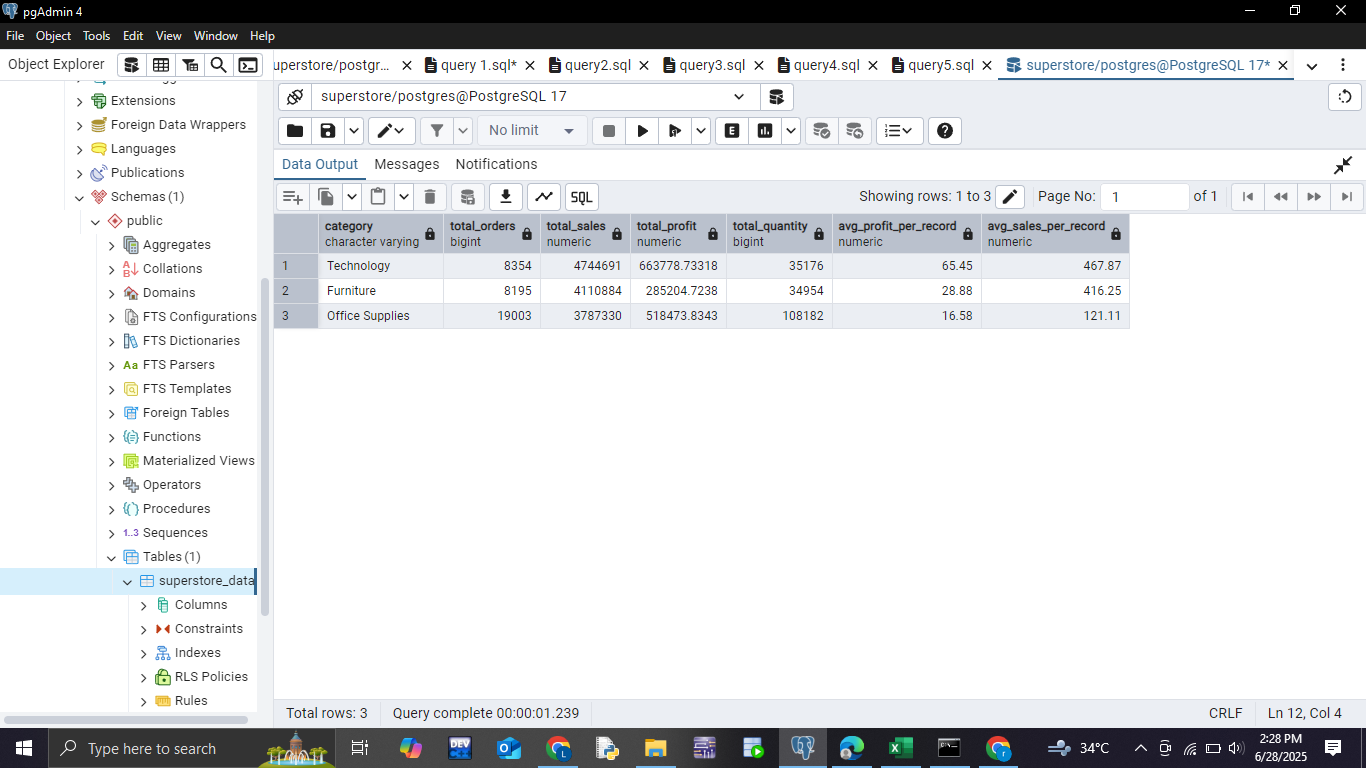 pgAdmin 4
File Object Tools Edit View Window Help
Object Explorer
uperstore/postgr...
query 1.sql*
query2.sql
query3.sql
query4.sql
query5.sql
superstore/postgres@PostgreSQL 17*
superstore/postgres@PostgreSQL 17
No limit
E
Data Output Messages Notifications
SQL
Showing rows: 1 to 3
Page No: 1 of 1
category total_orders total_sales total_profit total_quantity avg_profit_per_record avg_sales_per_record
character varying bigint numeric numeric bigint numeric numeric
1 Technology 8354 4744691 663778.73318 35176 65.45 467.87
2 Furniture 8195 4110884 285204.7238 34954 28.88 416.25
3 Office Supplies 19003 3787330 518473.8343 108182 16.58 121.11
Extensions
Foreign Data Wrappers
Languages
Publications
Schemas (1)
public
Aggregates
Collations
Domains
FTS Configurations
FTS Dictionaries
Aa FTS Parsers
FTS Templates
Foreign Tables
Functions
Materialized Views
Operators
Procedures
1..3 Sequences
Tables (1)
superstore_data
Columns
Constraints
Indexes
RLS Policies
Rules
Total rows: 3 Query complete 00:00:01.239 CRLF Ln 12, Col 4
Type here to search
DEV
34°C
2:28 PM
6/28/2025